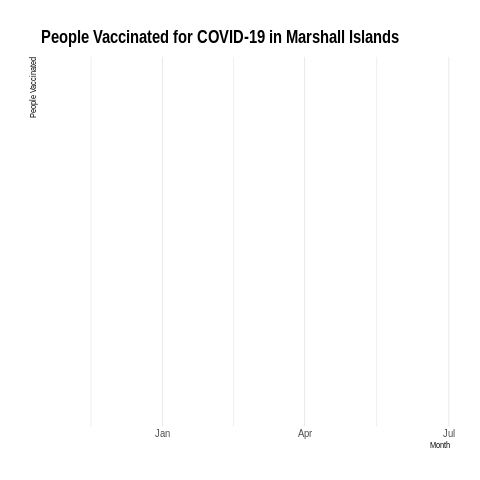 People Vaccinated for COVID-19 in Marshall Islands
People Vaccinated
Jan Apr Jul
Month